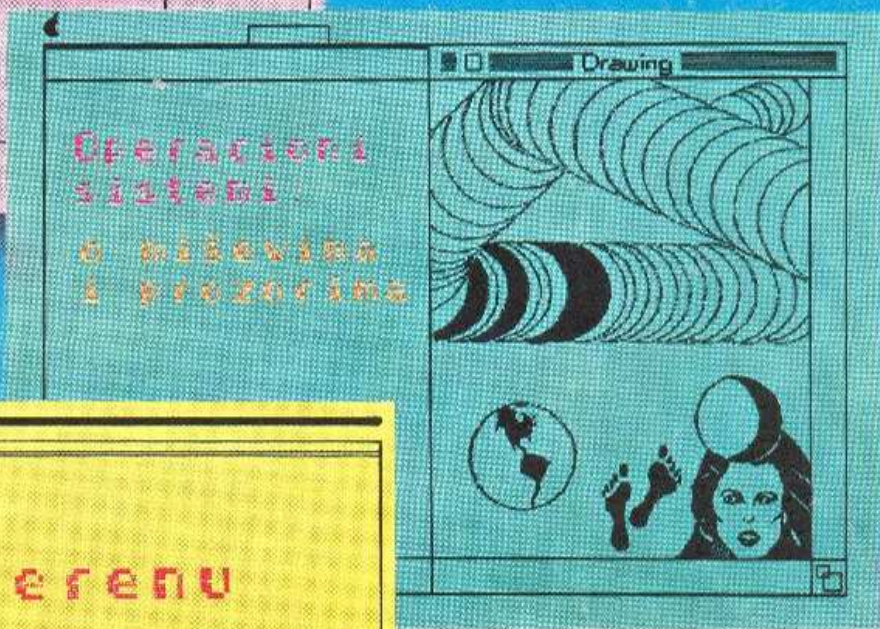 Drawing
Operacioni
sistemi:
o miševima
i prozorima
erenu